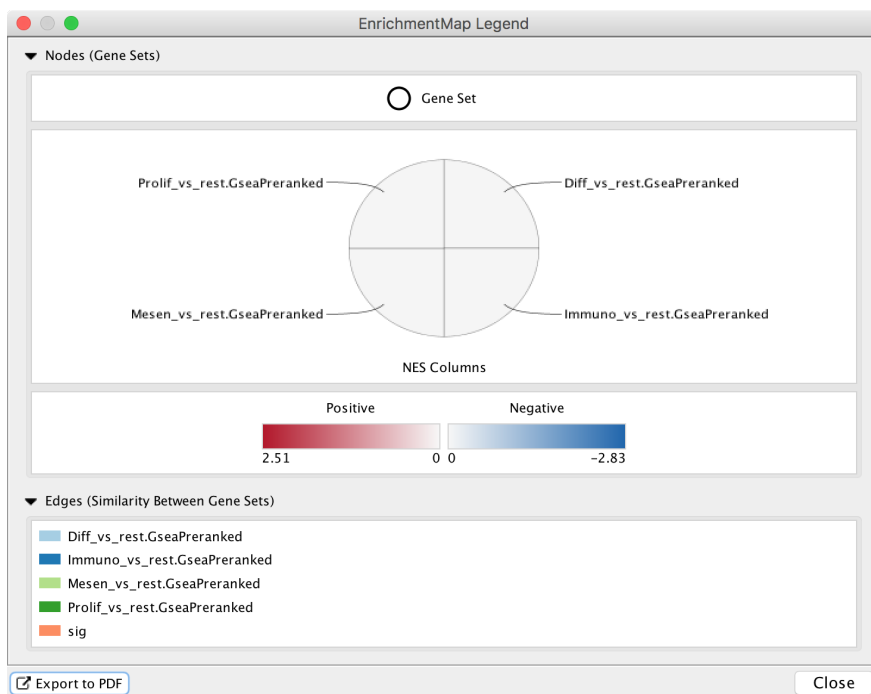 EnrichmentMap Legend
Nodes (Gene Sets)
Gene Set
Prolif_vs_rest.GseaPreranked
Diff_vs_rest.GseaPreranked
Mesen_vs_rest.GseaPreranked
Immuno_vs_rest.GseaPreranked
NES Columns
Positive Negative
2.51 0 0 -2.83
Edges (Similarity Between Gene Sets)
Diff_vs_rest.GseaPreranked
Immuno_vs_rest.GseaPreranked
Mesen_vs_rest.GseaPreranked
Prolif_vs_rest.GseaPreranked
sig
Export to PDF
Close